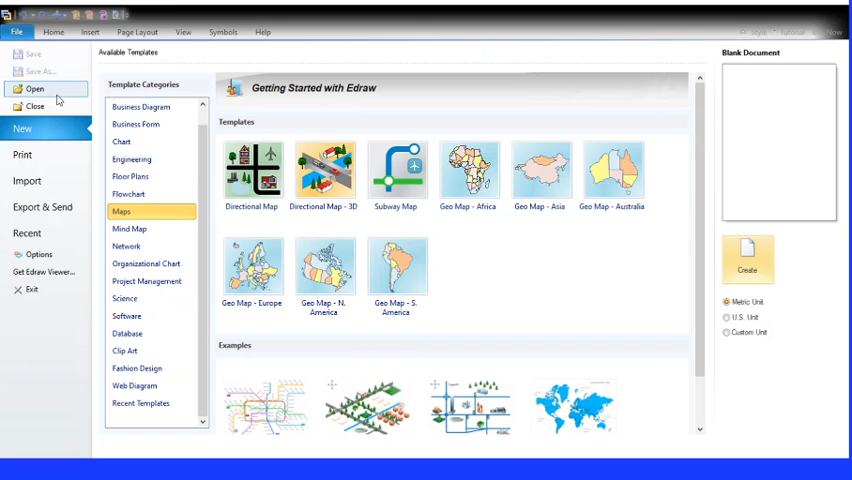 File Home Insert Page Layout View Symbols Help
Style Tutorial Now
Save
Save As...
Open
Close
New
Print
Import
Export & Send
Recent
Options
Get Edraw Viewer...
Exit
Available Templates
Template Categories
Business Diagram
Business Form
Chart
Engineering
Floor Plans
Flowchart
Maps
Mind Map
Network
Organizational Chart
Project Management
Science
Software
Database
Clip Art
Fashion Design
Web Diagram
Recent Templates
Getting Started with Edraw
Templates
Directional Map
Directional Map - 3D
Subway Map
Geo Map - Africa
Geo Map - Asia
Geo Map - Australia
Geo Map - Europe
Geo Map - N.
America
Geo Map - S.
America
Examples
Blank Document
Create
Metric Unit
U.S. Unit
Custom Unit